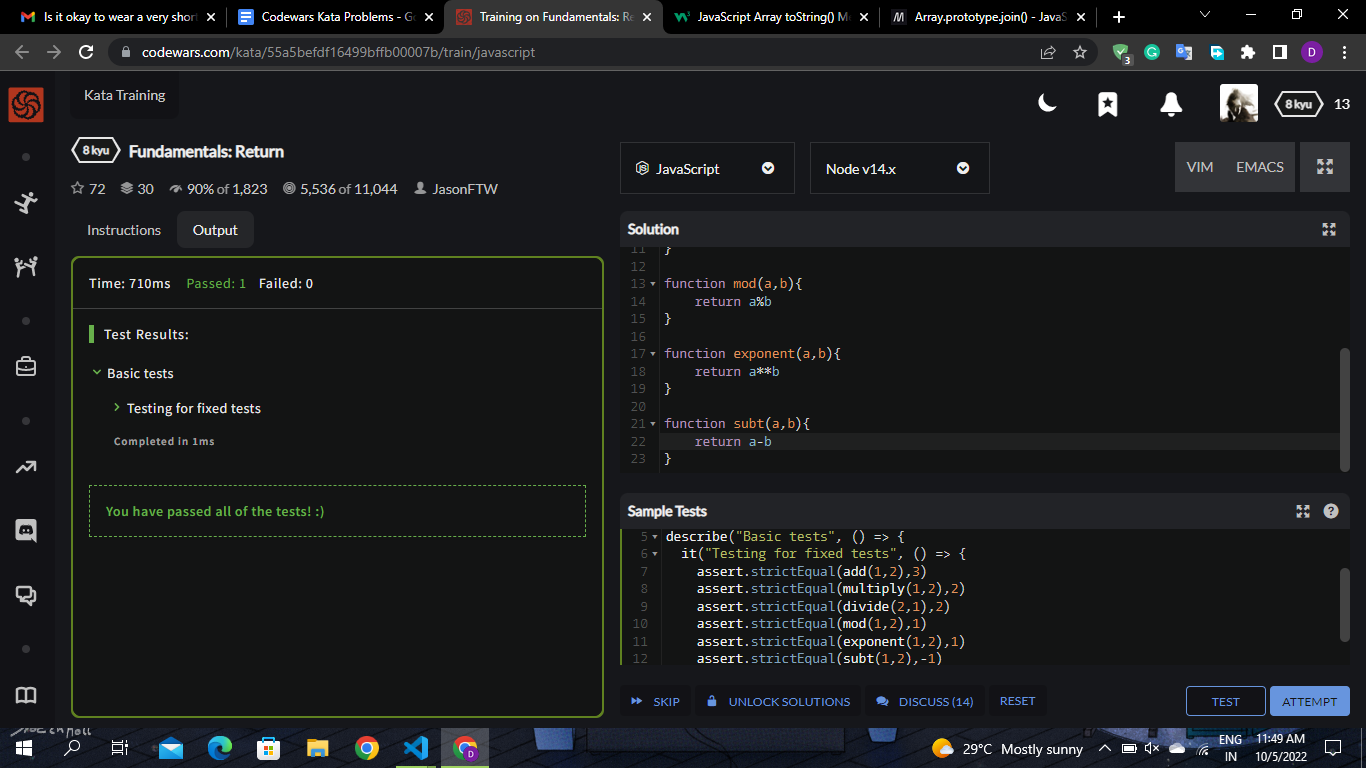 Is it okay to wear a very shor
Codewars Kata Problems - G
Training on Fundamentals: Re
JavaScript Array toString() M
Array.prototype.join() - JavaS
codewars.com/kata/55a5befdf16499bffb00007b/train/javascript
3
D
Kata Training
8 kyu
13
8 kyu
Fundamentals: Return
72
30
90% of 1,823
5,536 of 11,044
JasonFTW
JavaScript
Node v14.x
VIM
EMACS
Instructions
Output
Time: 710ms Passed: 1 Failed: 0
Test Results:
Basic tests
Testing for fixed tests
Completed in 1ms
You have passed all of the tests! :)
Solution
11 }
12
13 function mod(a,b){
14 return a%b
15 }
16
17 function exponent(a,b){
18 return a**b
19 }
20
21 function subt(a,b){
22 return a-b
23 }
Sample Tests
5 describe("Basic tests", () => {
6 it("Testing for fixed tests", () => {
7 assert.strictEqual(add(1,2),3)
8 assert.strictEqual(multiply(1,2),2)
9 assert.strictEqual(divide(2,1),2)
10 assert.strictEqual(mod(1,2),1)
11 assert.strictEqual(exponent(1,2),1)
12 assert.strictEqual(subt(1,2),-1)
SKIP
UNLOCK SOLUTIONS
DISCUSS (14)
RESET
TEST
ATTEMPT
D
29°C Mostly sunny
ENG
IN
11:49 AM
10/5/2022